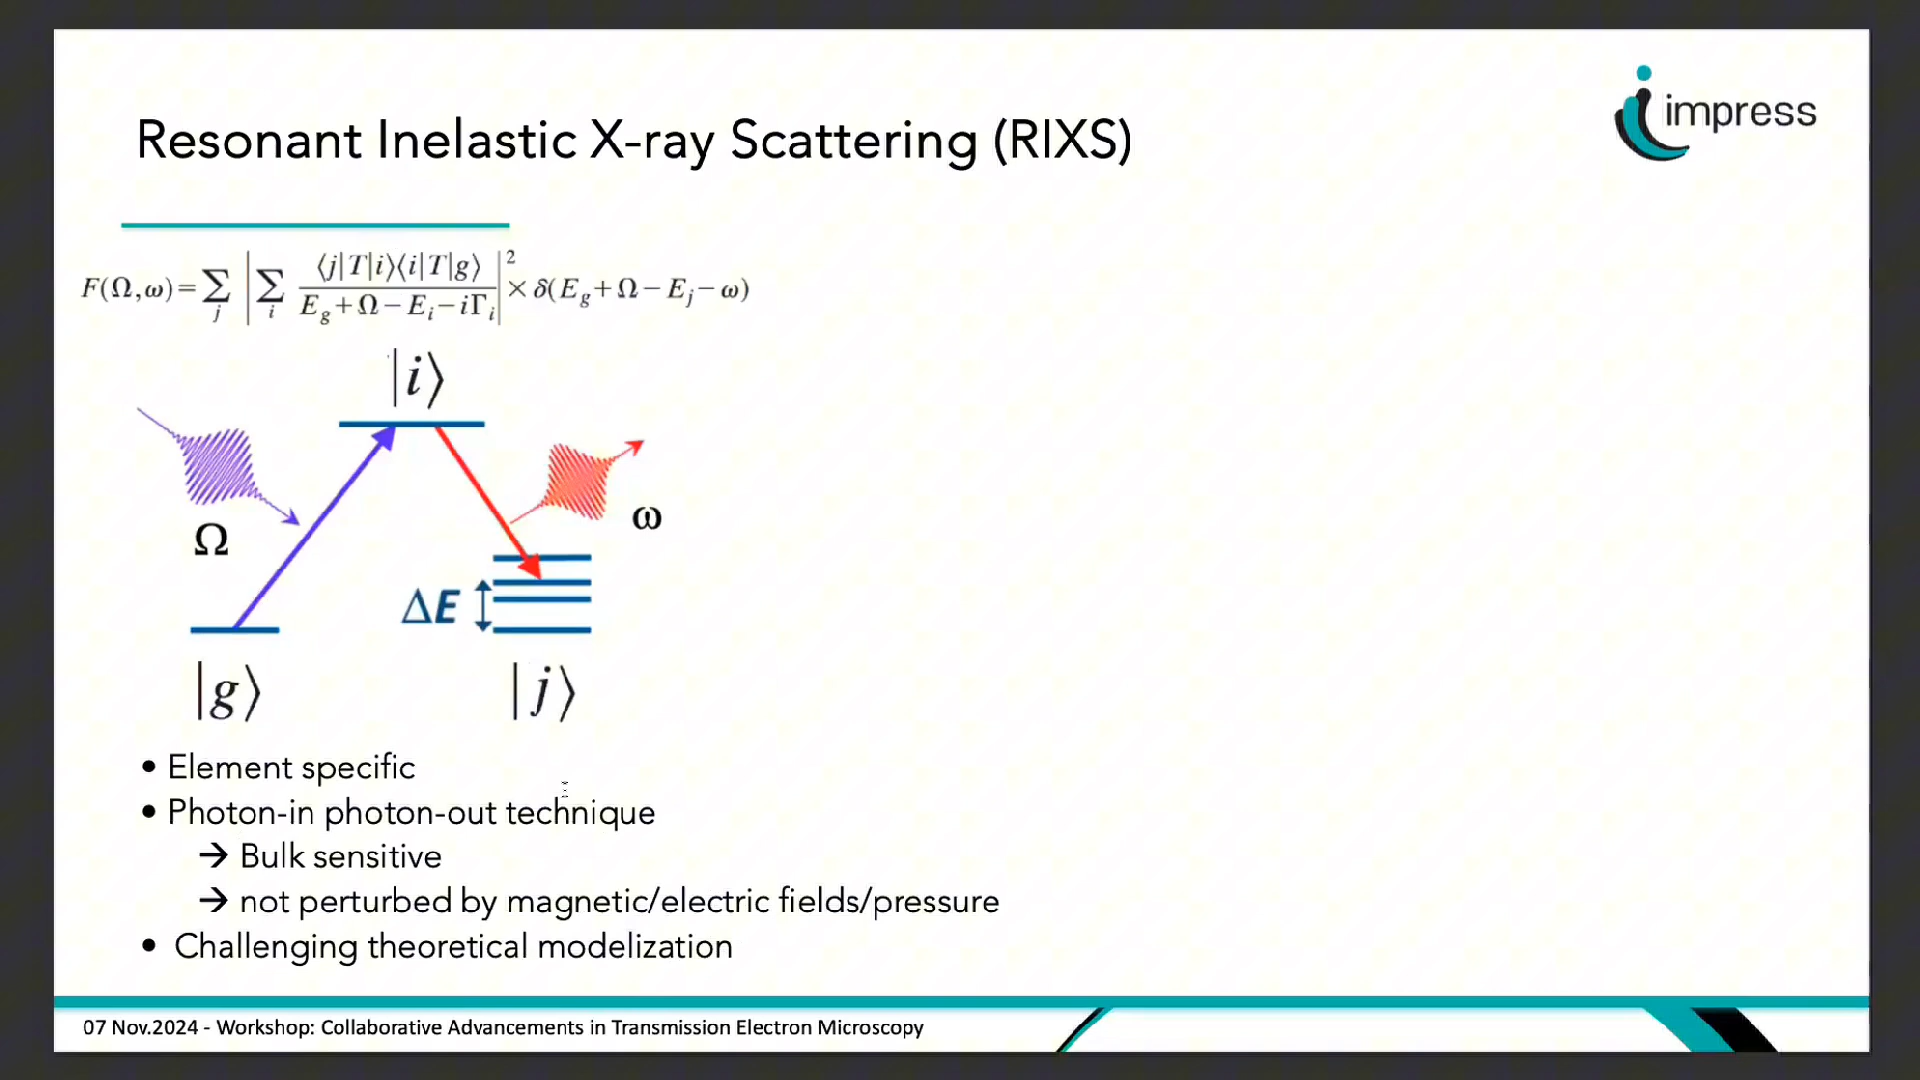 impress
Resonant Inelastic X-ray Scattering (RIXS)
F(Ω,ω)=∑_j |∑_i ⟨j|T|i⟩⟨i|T|g⟩ / (E_g+Ω−E_i−iΓ_i)|² × δ(E_g+Ω−E_j−ω)
|i⟩
Ω
ω
ΔE
|g⟩ |j⟩
• Element specific
• Photon-in photon-out technique
→ Bulk sensitive
→ not perturbed by magnetic/electric fields/pressure
• Challenging theoretical modelization
07 Nov.2024 - Workshop: Collaborative Advancements in Transmission Electron Microscopy